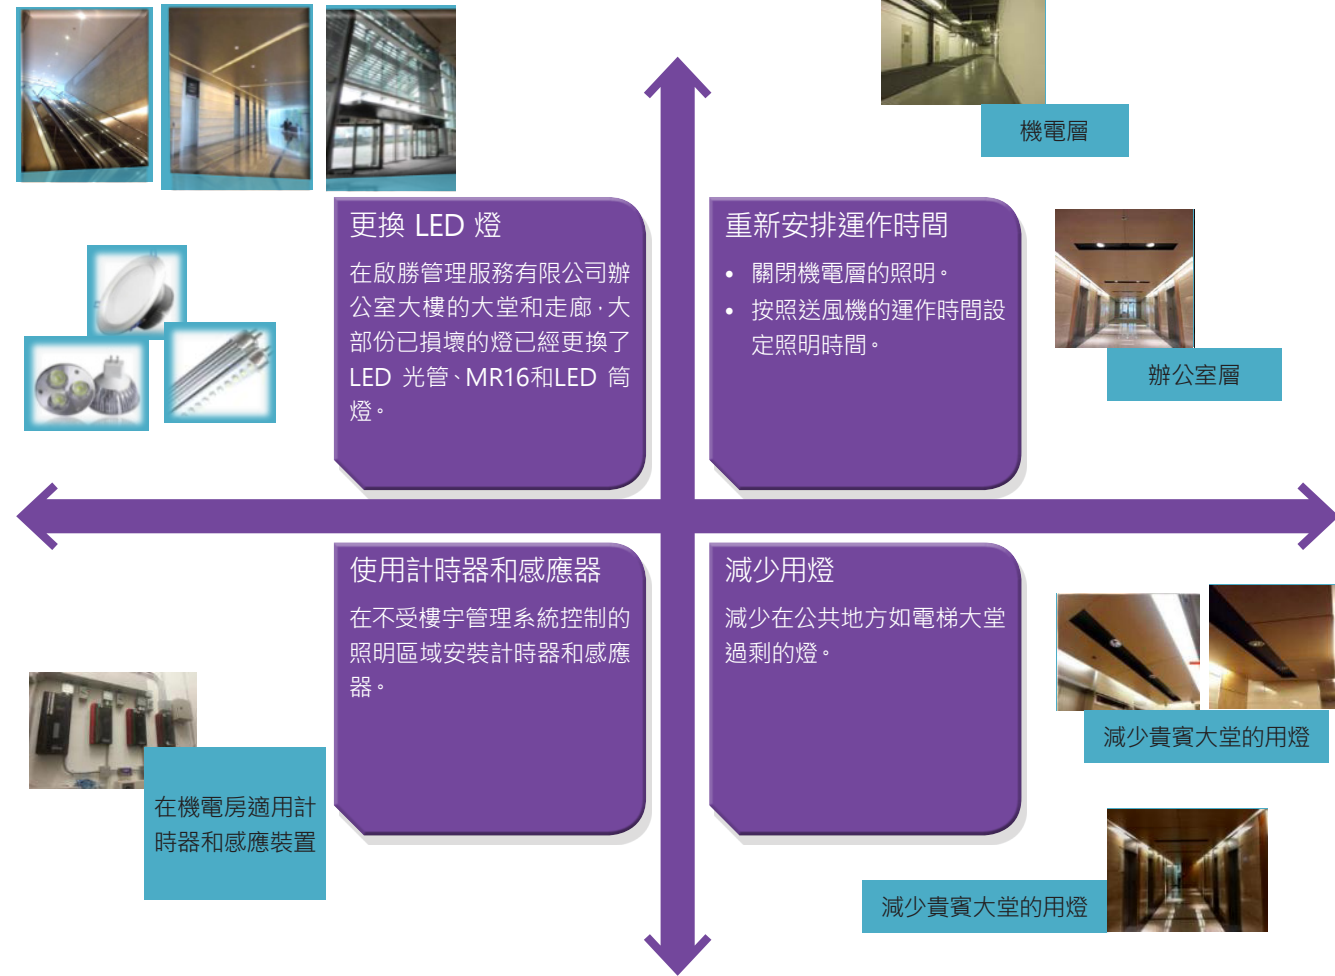 機電層
更換 LED 燈
在啟勝管理服務有限公司辦
公室大樓的大堂和走廊，大
部份已損壞的燈已經更換了
LED 光管、MR16和LED 筒
燈。
重新安排運作時間
• 關閉機電層的照明。
• 按照送風機的運作時間設
定照明時間。
辦公室層
使用計時器和感應器
在不受樓宇管理系統控制的
照明區域安裝計時器和感應
器。
減少用燈
減少在公共地方如電梯大堂
過剩的燈。
減少貴賓大堂的用燈
在機電房適用計
時器和感應裝置
減少貴賓大堂的用燈